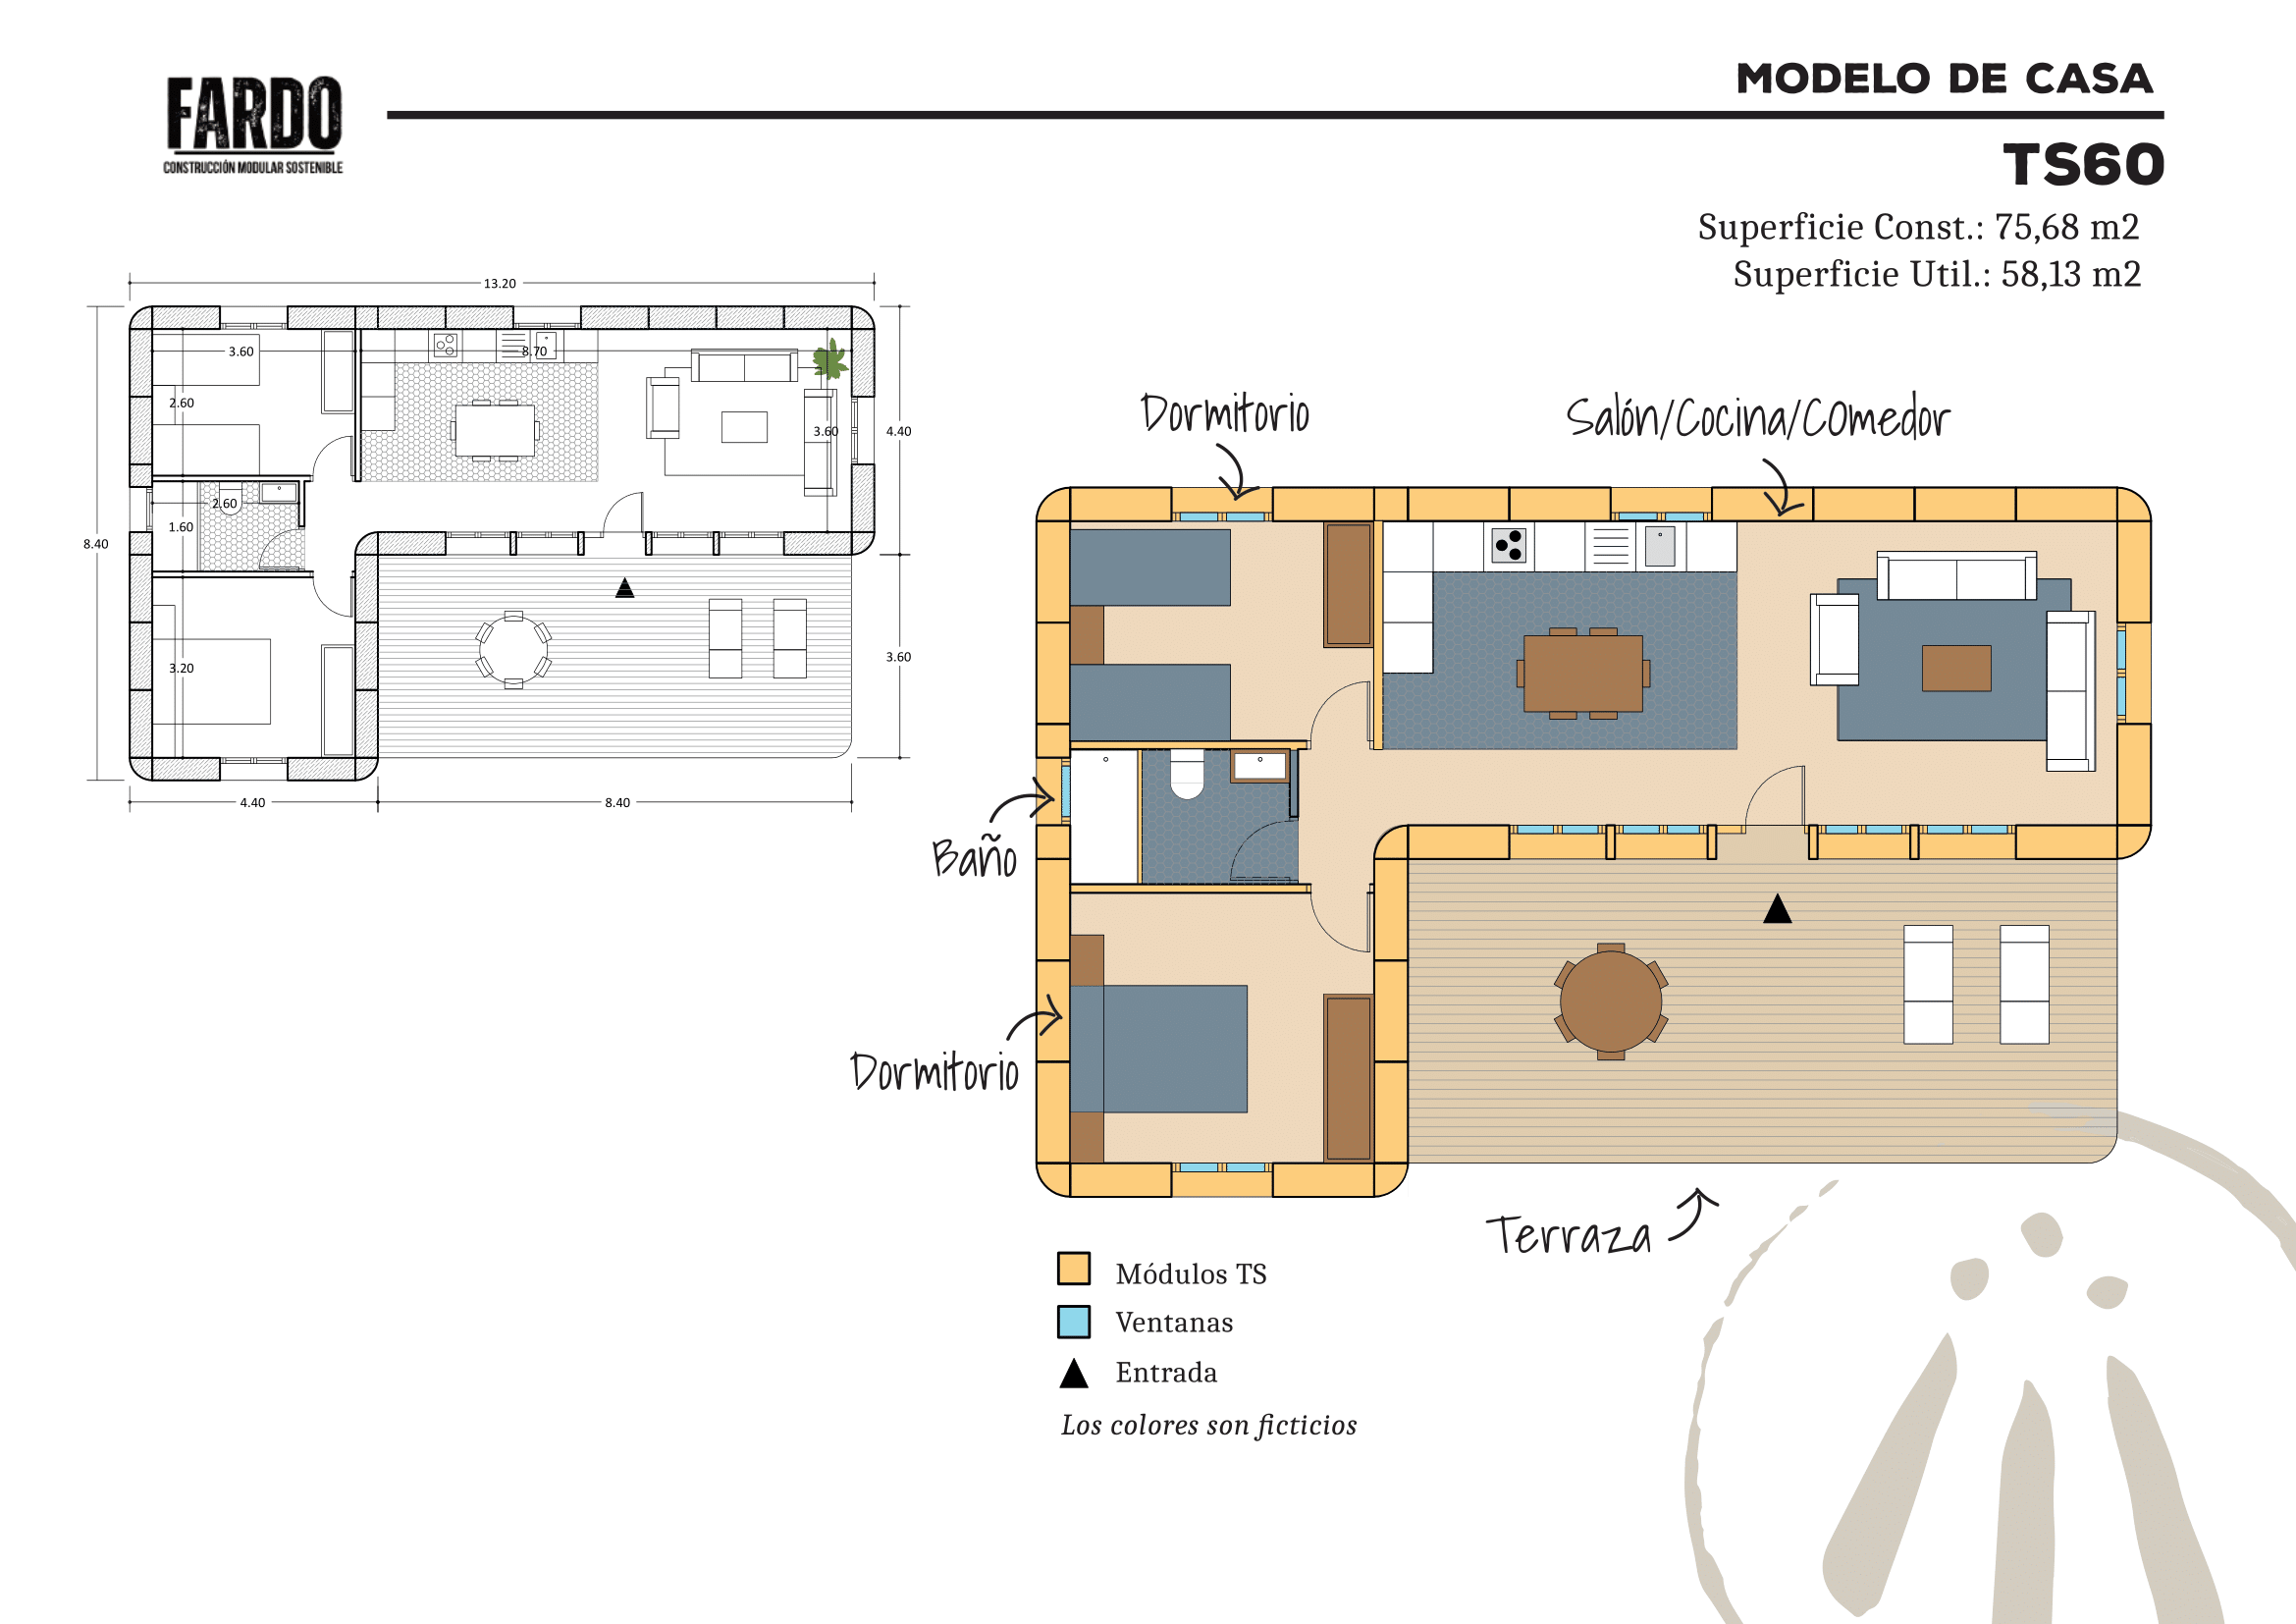 FARDO
CONSTRUCCIÓN MODULAR SOSTENIBLE
MODELO DE CASA
TS60
Superficie Const.: 75,68 m2
Superficie Util.: 58,13 m2
13.20
3.60
8.70
2.60
3.60
4.40
2.60
1.60
8.40
3.20
3.60
4.40
8.40
Dormitorio
Salón/Cocina/COmedor
Baño
Dormitorio
Terraza
Módulos TS
Ventanas
Entrada
Los colores son ficticios